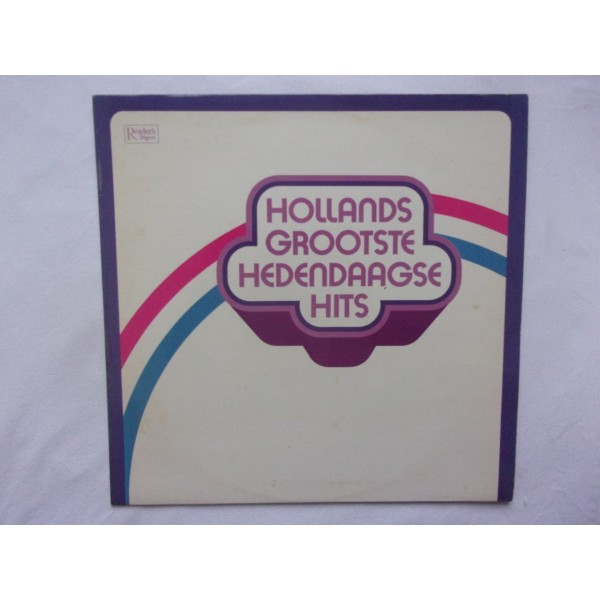 Reader's
Digest
HOLLANDS
GROOTSTE
HEDENDAAGSE
HITS